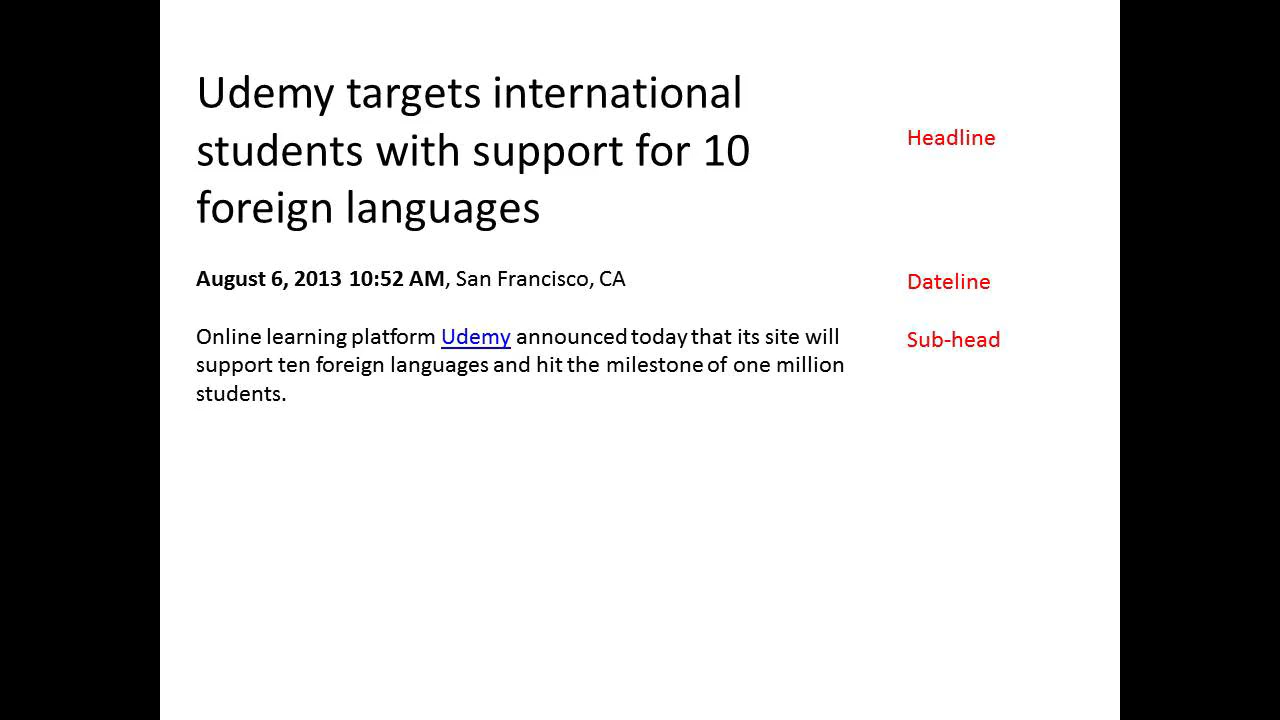 Udemy targets international
students with support for 10
foreign languages
Headline
August 6, 2013 10:52 AM, San Francisco, CA
Dateline
Online learning platform Udemy announced today that its site will
support ten foreign languages and hit the milestone of one million
students.
Sub-head